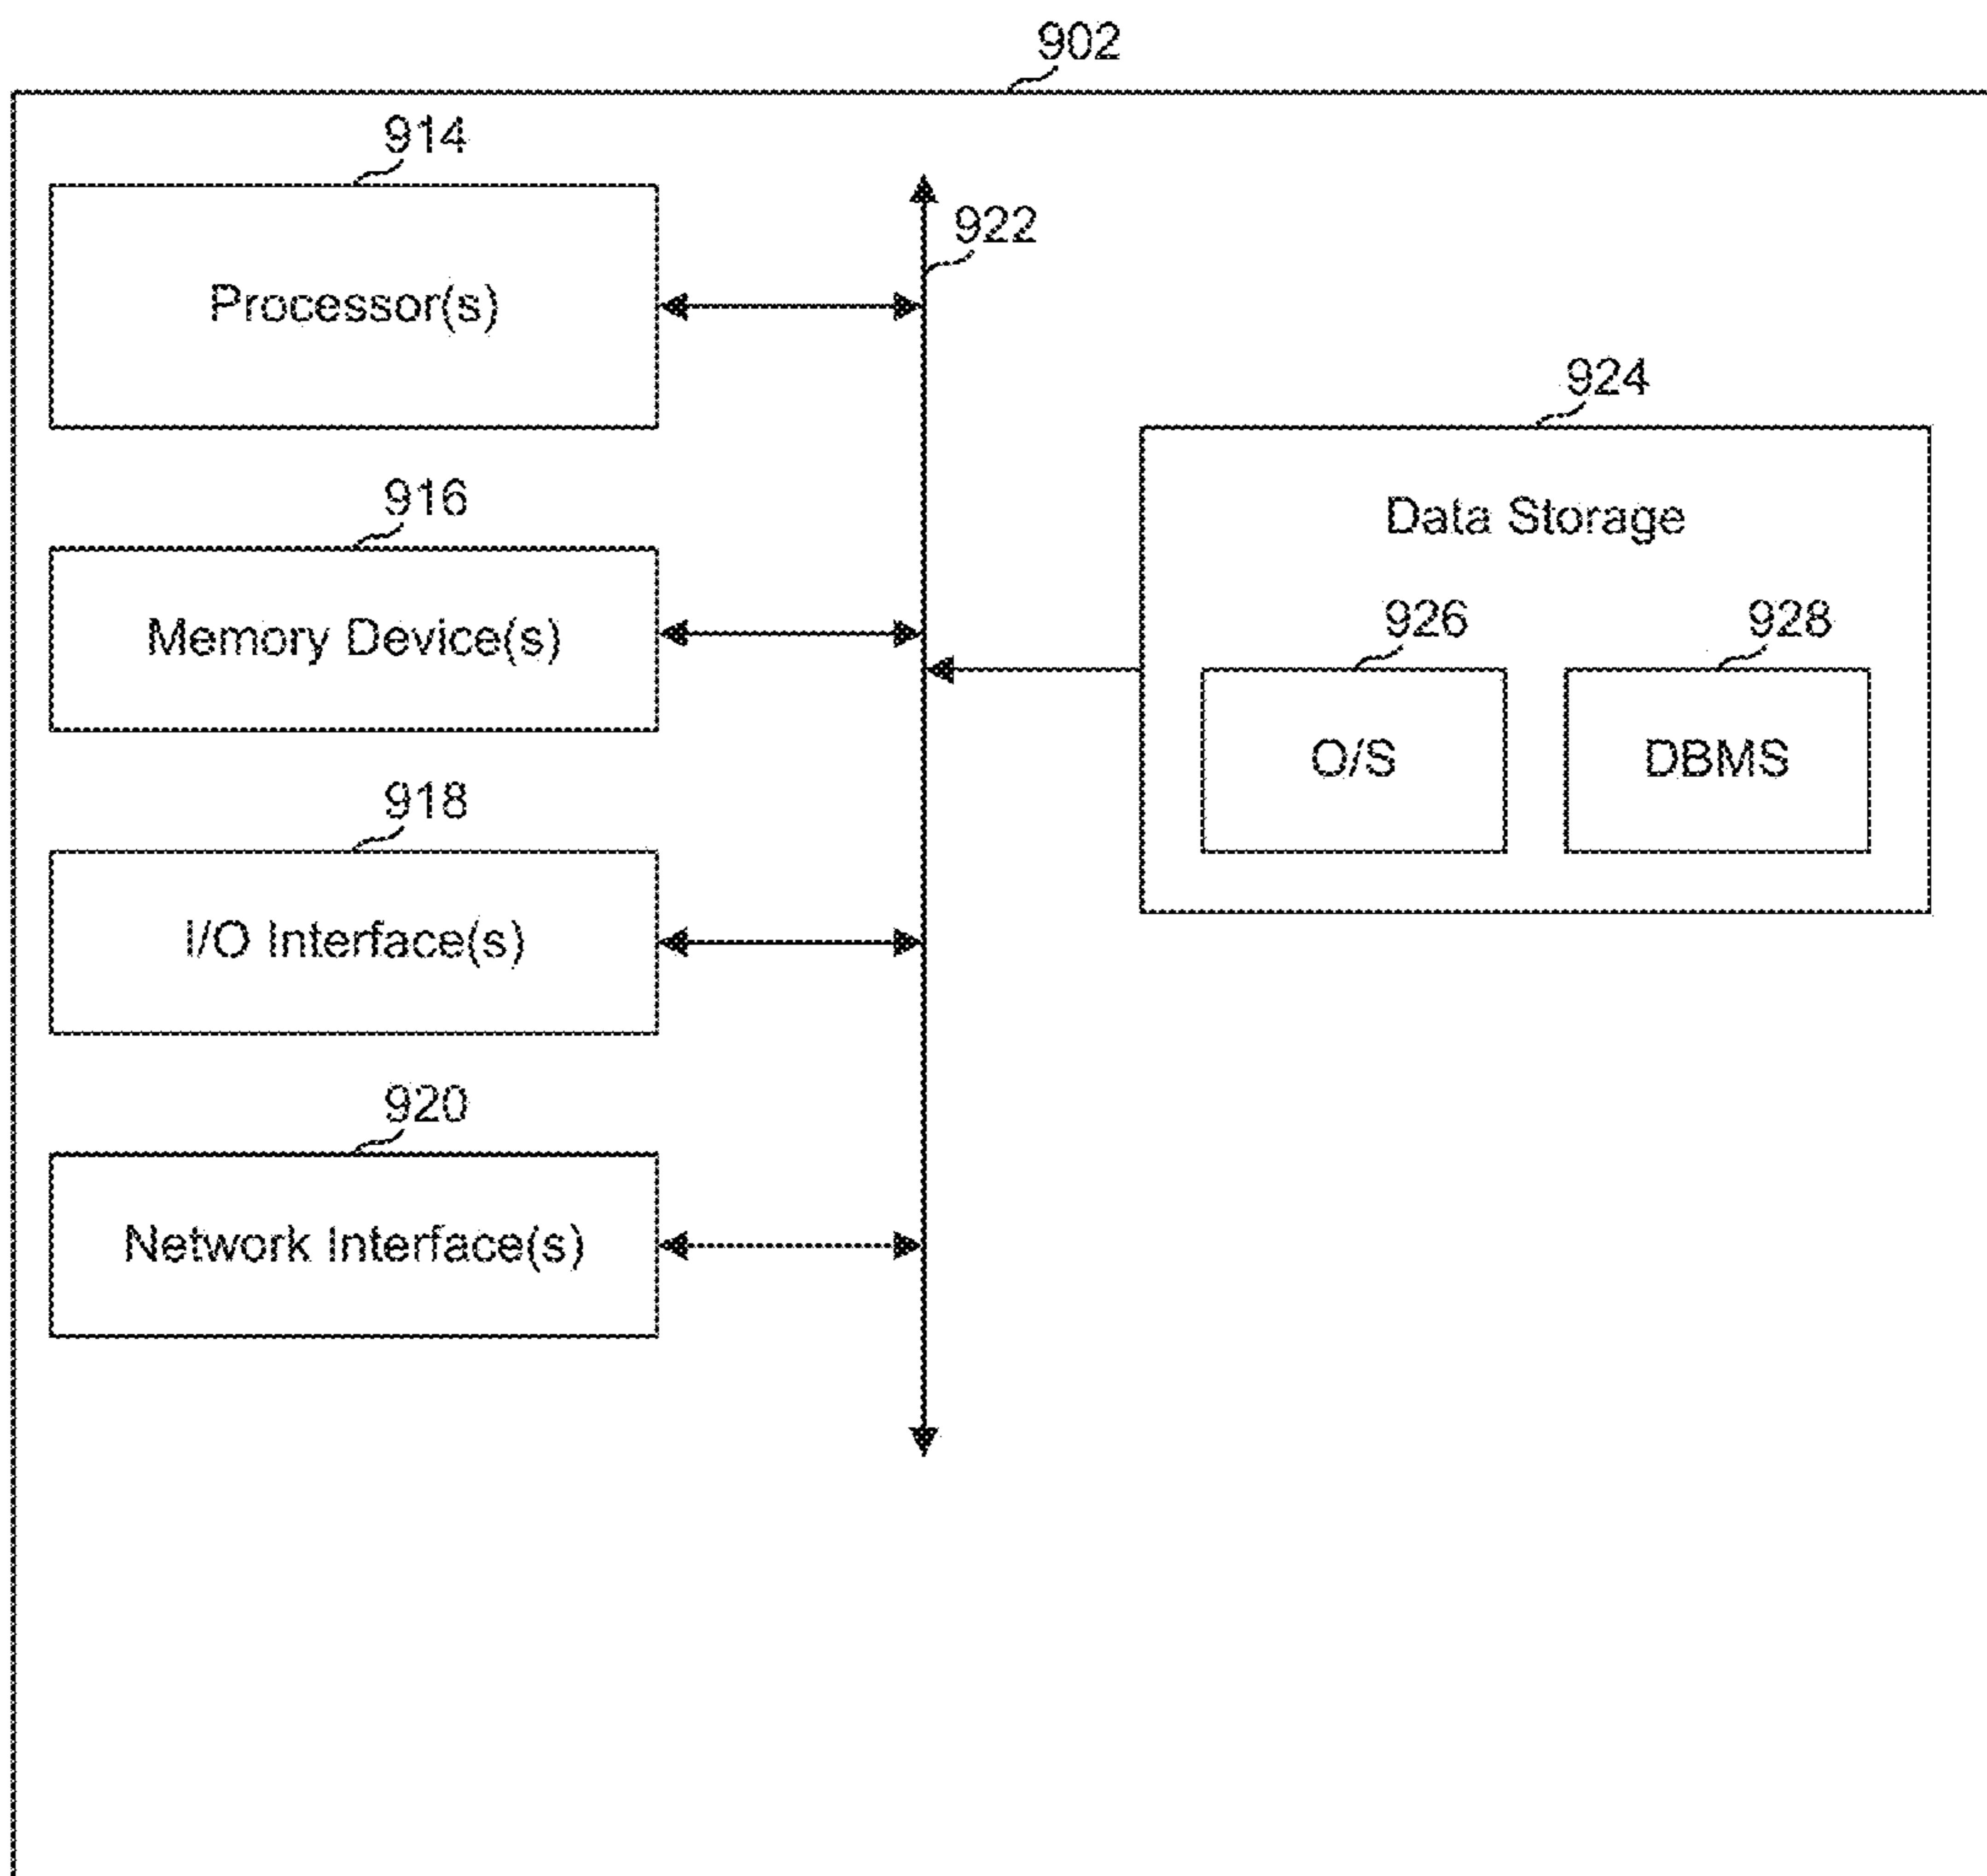 902
914
Processor(s)
922
924
Data Storage
916
Memory Device(s)
926
928
O/S
DBMS
918
I/O Interface(s)
920
Network Interface(s)